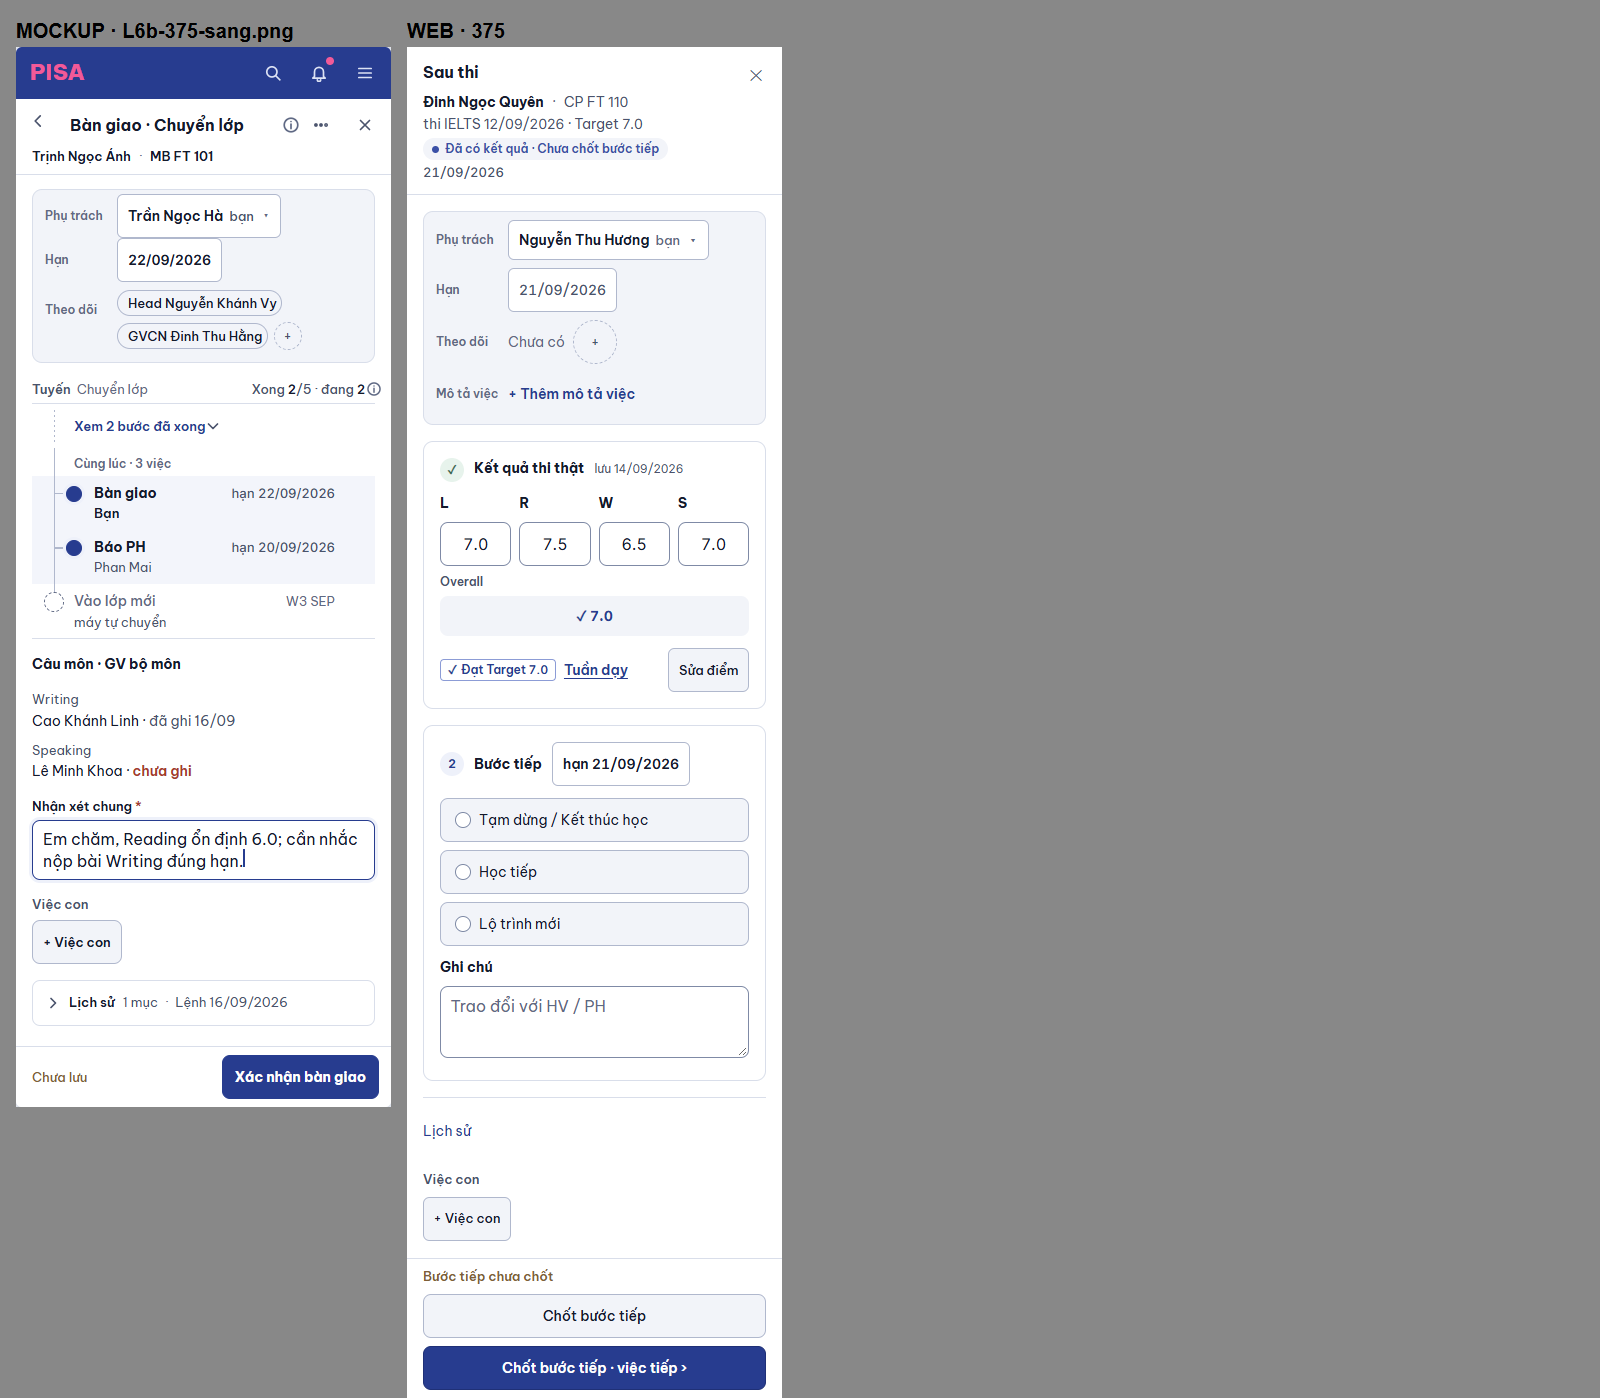 MOCKUP · L6b-375-sang.png
PISA
Bàn giao · Chuyển lớp
Trịnh Ngọc Ánh · MB FT 101
Phụ trách Trần Ngọc Hà bạn
Hạn 22/09/2026
Theo dõi Head Nguyễn Khánh Vy
GVCN Đinh Thu Hằng +
Tuyến Chuyển lớp Xong 2/5 · đang 2
Xem 2 bước đã xong
Cùng lúc · 3 việc
Bàn giao hạn 22/09/2026
Bạn
Báo PH hạn 20/09/2026
Phan Mai
Vào lớp mới W3 SEP
máy tự chuyển
Câu môn · GV bộ môn
Writing
Cao Khánh Linh · đã ghi 16/09
Speaking
Lê Minh Khoa · chưa ghi
Nhận xét chung *
Em chăm, Reading ổn định 6.0; cần nhắc
nộp bài Writing đúng hạn.
Việc con
+ Việc con
Lịch sử 1 mục · Lệnh 16/09/2026
Chưa lưu Xác nhận bàn giao
WEB · 375
Sau thi
Đinh Ngọc Quyên · CP FT 110
thi IELTS 12/09/2026 · Target 7.0
Đã có kết quả · Chưa chốt bước tiếp
21/09/2026
Phụ trách Nguyễn Thu Hương bạn
Hạn 21/09/2026
Theo dõi Chưa có +
Mô tả việc + Thêm mô tả việc
✓ Kết quả thi thật lưu 14/09/2026
L R W S
7.0 7.5 6.5 7.0
Overall
✓ 7.0
✓ Đạt Target 7.0 Tuần dạy Sửa điểm
2 Bước tiếp hạn 21/09/2026
Tạm dừng / Kết thúc học
Học tiếp
Lộ trình mới
Ghi chú
Trao đổi với HV / PH
Lịch sử
Việc con
+ Việc con
Bước tiếp chưa chốt
Chốt bước tiếp
Chốt bước tiếp · việc tiếp ›